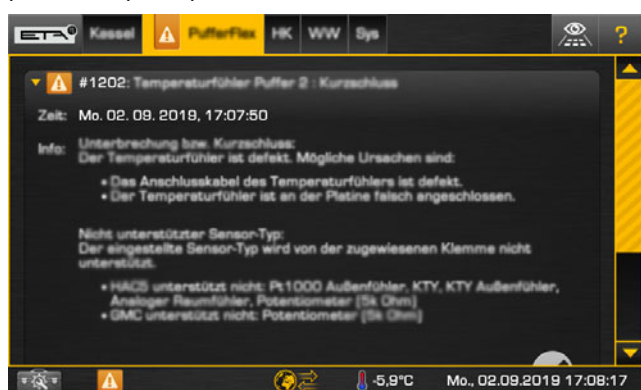 ETA Kessel PufferFlex HK WW Sys ?
#1202: Temperaturfühler Puffer 2 : Kurzschluss
Zeit: Mo. 02. 09. 2019, 17:07:50
Info: Unterbrechung bzw. Kurzschluss:
Der Temperaturfühler ist defekt. Mögliche Ursachen sind:
• Das Anschlusskabel des Temperaturfühlers ist defekt.
• Der Temperaturfühler ist an der Platine falsch angeschlossen.
Nicht unterstützter Sensor-Typ:
Der eingestellte Sensor-Typ wird von der zugewiesenen Klemme nicht
unterstützt.
• HAC5 unterstützt nicht: Pt1000 Außenfühler, KTY, KTY Außenfühler,
Analoger Raumfühler, Potentiometer (5k Ohm)
• GMC unterstützt nicht: Potentiometer (5k Ohm)
-5,9°C Mo., 02.09.2019 17:08:17